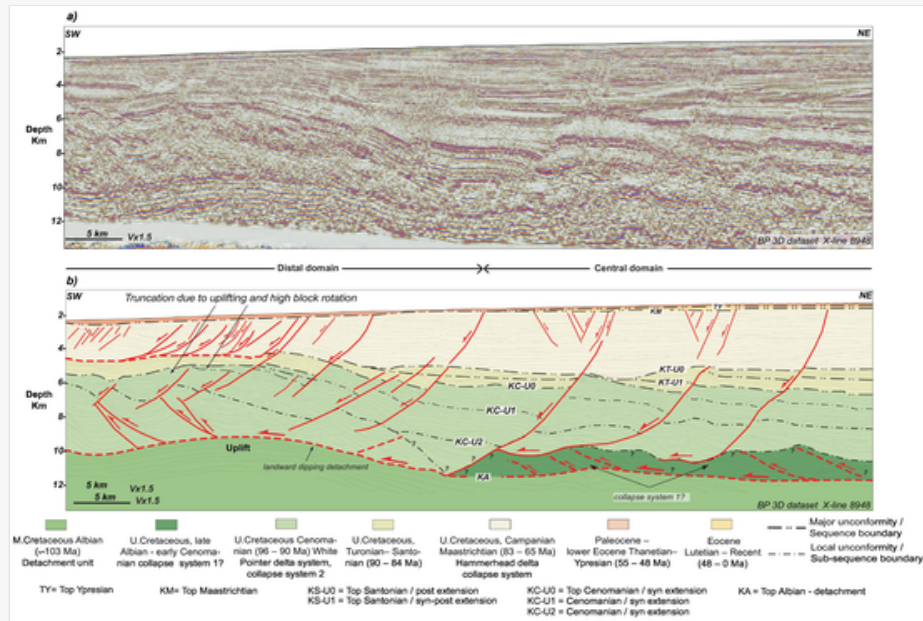 a)
SW
NE
2
4
6
8
10
12
Depth
Km
5 km
Vx1.5
BP 3D dataset X-line 8948
Distal domain
Central domain
b)
SW
NE
Truncation due to uplifting and high block rotation
TY
KM
2
4
6
8
10
12
Depth
Km
KT-U0
KT-U1
KC-U0
KC-U1
KC-U2
Uplift
landward dipping detachment
?
KA
collapse system 1?
5 km
Vx1.5
5 km
Vx1.5
BP 3D dataset X-line 8948
M.Cretaceous Albian
(~103 Ma)
Detachment unit
U.Cretaceous, late
Albian - early Cenoma-
nian collapse system 1?
U.Cretaceous Cenoma-
nian (96 – 90 Ma) White
Pointer delta system,
collapse system 2
U.Cretaceous,
Turonian– Santo-
nian (90 – 84 Ma)
U.Cretaceous, Campanian
Maastrichtian (83 – 65 Ma)
Hammerhead delta
collapse system
Paleocene –
lower Eocene Thanetian–
Ypresian (55 – 48 Ma)
Eocene
Lutetian – Recent
(48 – 0 Ma)
Major unconformity /
Sequence boundary
Local unconformity /
Sub-sequence boundary
TY= Top Ypresian
KM= Top Maastrichtian
KS-U0 = Top Santonian / post extension
KS-U1 = Top Santonian / syn-post extension
KC-U0 = Top Cenomanian / syn extension
KC-U1 = Cenomanian / syn extension
KC-U2 = Cenomanian / syn extension
KA = Top Albian - detachment